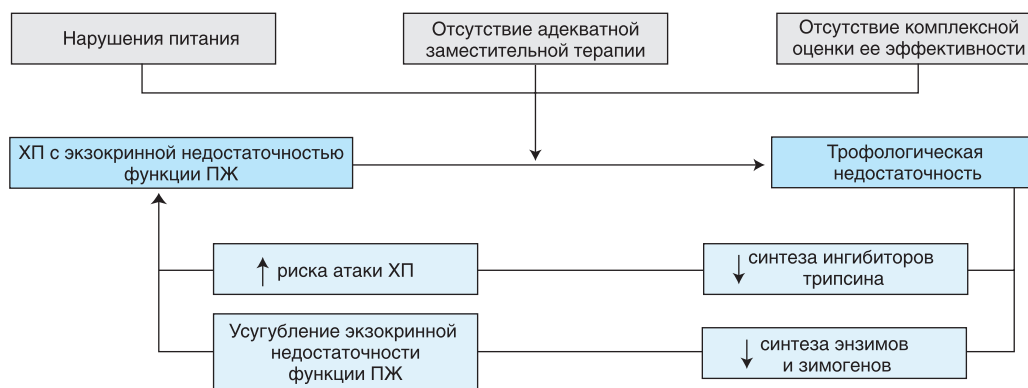 Нарушения питания
Отсутствие адекватной
заместительной терапии
Отсутствие комплексной
оценки ее эффективности
ХП с экзокринной недостаточностью
функции ПЖ
Трофологическая
недостаточность
↑ риска атаки ХП
↓ синтеза ингибиторов
трипсина
Усугубление экзокринной
недостаточности
функции ПЖ
↓ синтеза энзимов
и зимогенов